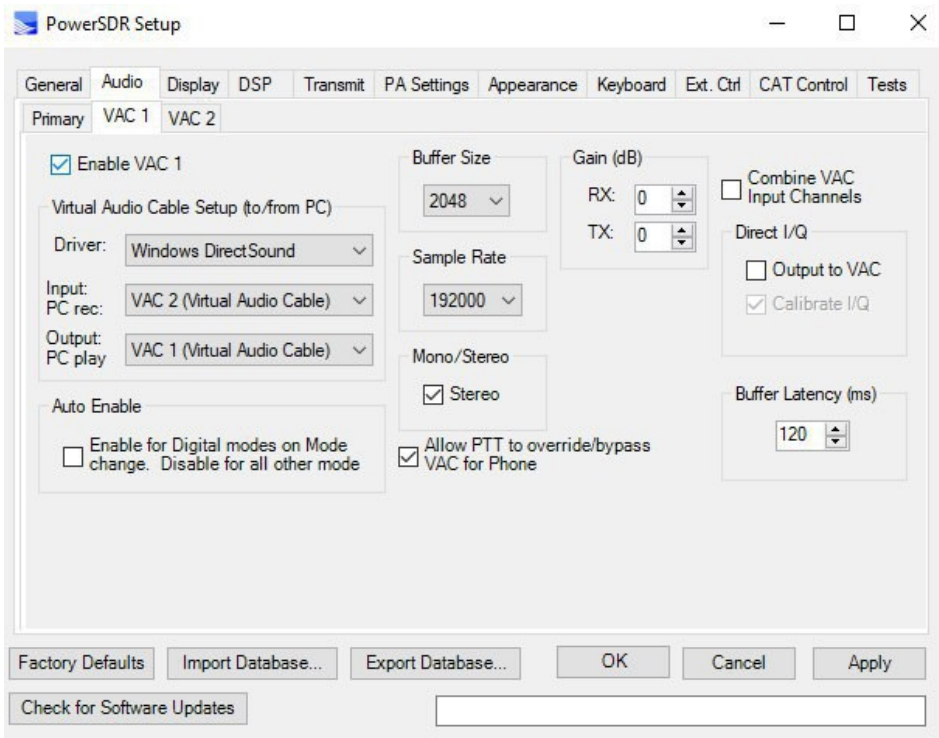 PowerSDR Setup
General Audio Display DSP Transmit PA Settings Appearance Keyboard Ext. Ctrl CAT Control Tests
Primary VAC 1 VAC 2
Enable VAC 1
Virtual Audio Cable Setup (to/from PC)
Driver: Windows DirectSound
Input:
PC rec: VAC 2 (Virtual Audio Cable)
Output:
PC play VAC 1 (Virtual Audio Cable)
Auto Enable
Enable for Digital modes on Mode
change. Disable for all other mode
Buffer Size
2048
Sample Rate
192000
Mono/Stereo
Stereo
Allow PTT to override/bypass
VAC for Phone
Gain (dB)
RX: 0
TX: 0
Combine VAC
Input Channels
Direct I/Q
Output to VAC
Calibrate I/Q
Buffer Latency (ms)
120
Factory Defaults Import Database... Export Database... OK Cancel Apply
Check for Software Updates